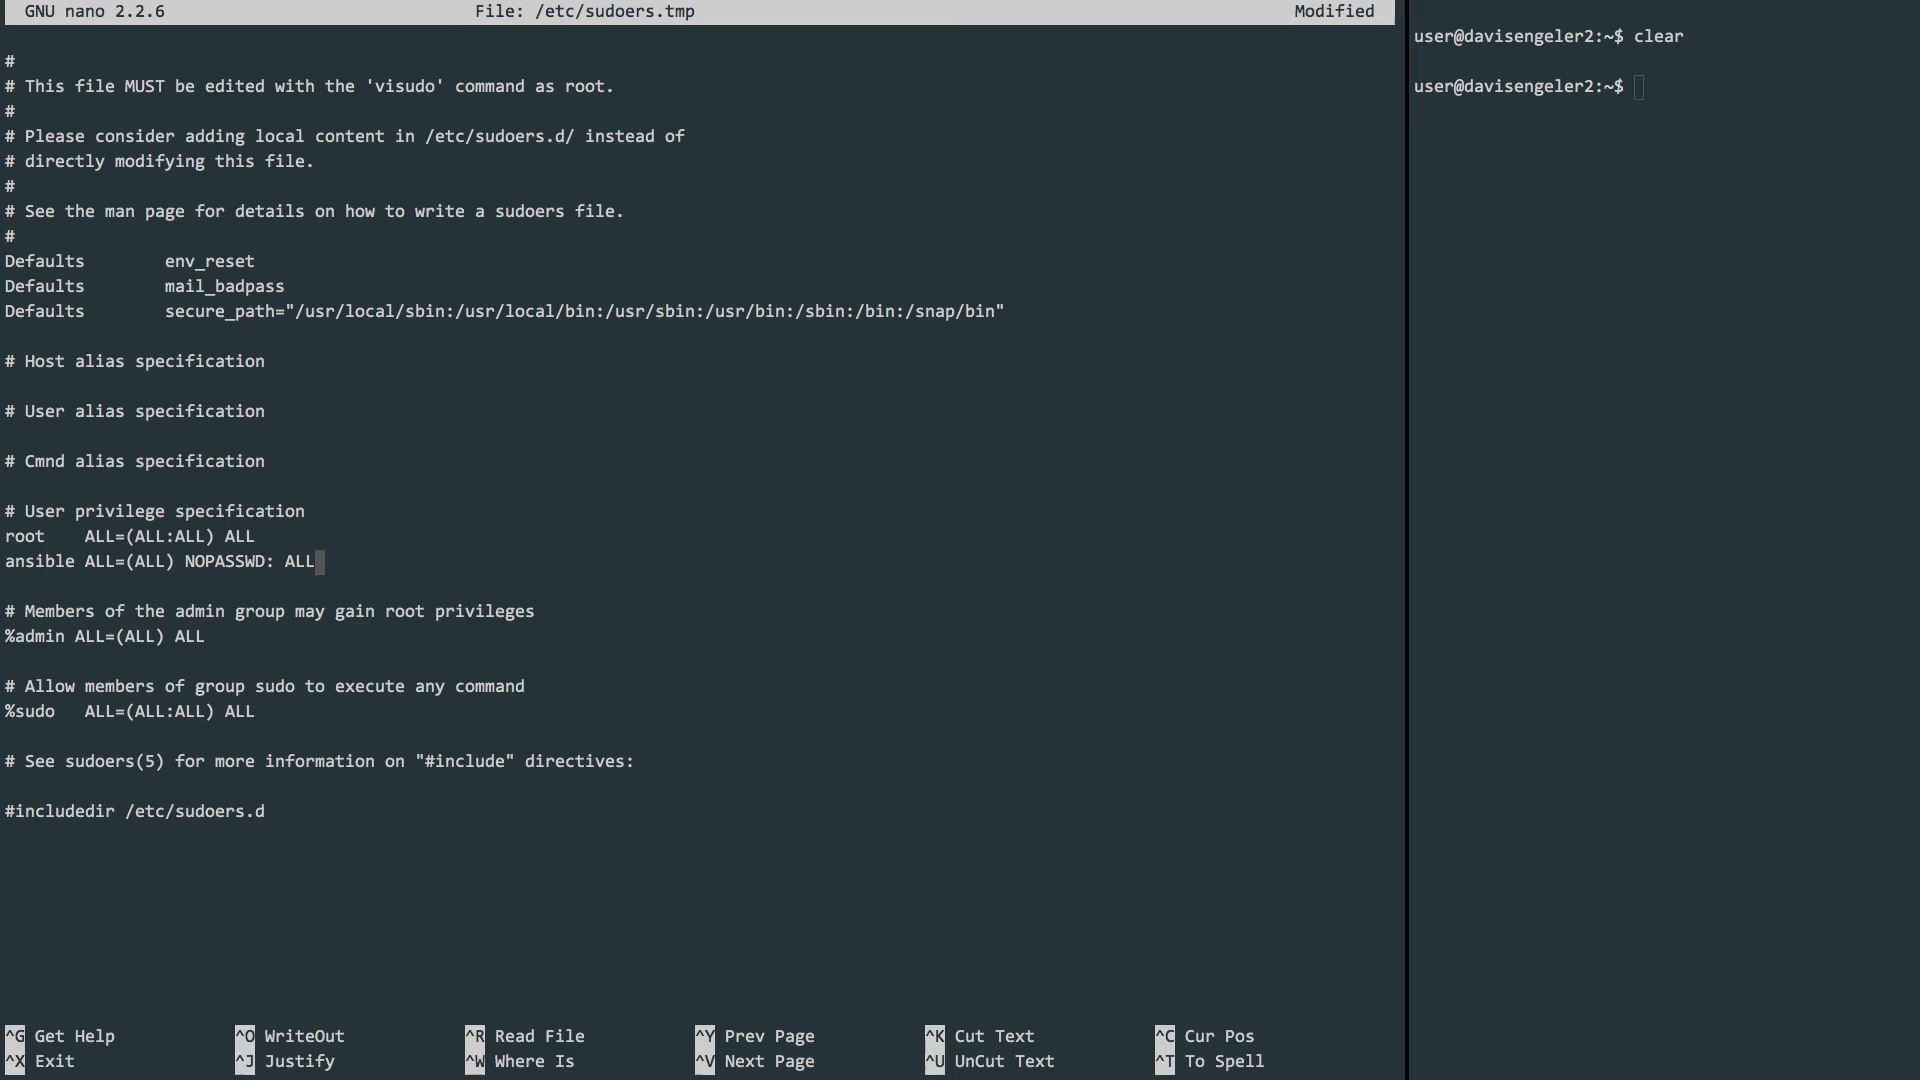 GNU nano 2.2.6 File: /etc/sudoers.tmp Modified
#
# This file MUST be edited with the 'visudo' command as root.
#
# Please consider adding local content in /etc/sudoers.d/ instead of
# directly modifying this file.
#
# See the man page for details on how to write a sudoers file.
#
Defaults env_reset
Defaults mail_badpass
Defaults secure_path="/usr/local/sbin:/usr/local/bin:/usr/sbin:/usr/bin:/sbin:/bin:/snap/bin"
# Host alias specification
# User alias specification
# Cmnd alias specification
# User privilege specification
root ALL=(ALL:ALL) ALL
ansible ALL=(ALL) NOPASSWD: ALL
# Members of the admin group may gain root privileges
%admin ALL=(ALL) ALL
# Allow members of group sudo to execute any command
%sudo ALL=(ALL:ALL) ALL
# See sudoers(5) for more information on "#include" directives:
#includedir /etc/sudoers.d
^G Get Help ^O WriteOut ^R Read File ^Y Prev Page ^K Cut Text ^C Cur Pos
^X Exit ^J Justify ^W Where Is ^V Next Page ^U UnCut Text ^T To Spell
user@davisengeler2:~$ clear
user@davisengeler2:~$